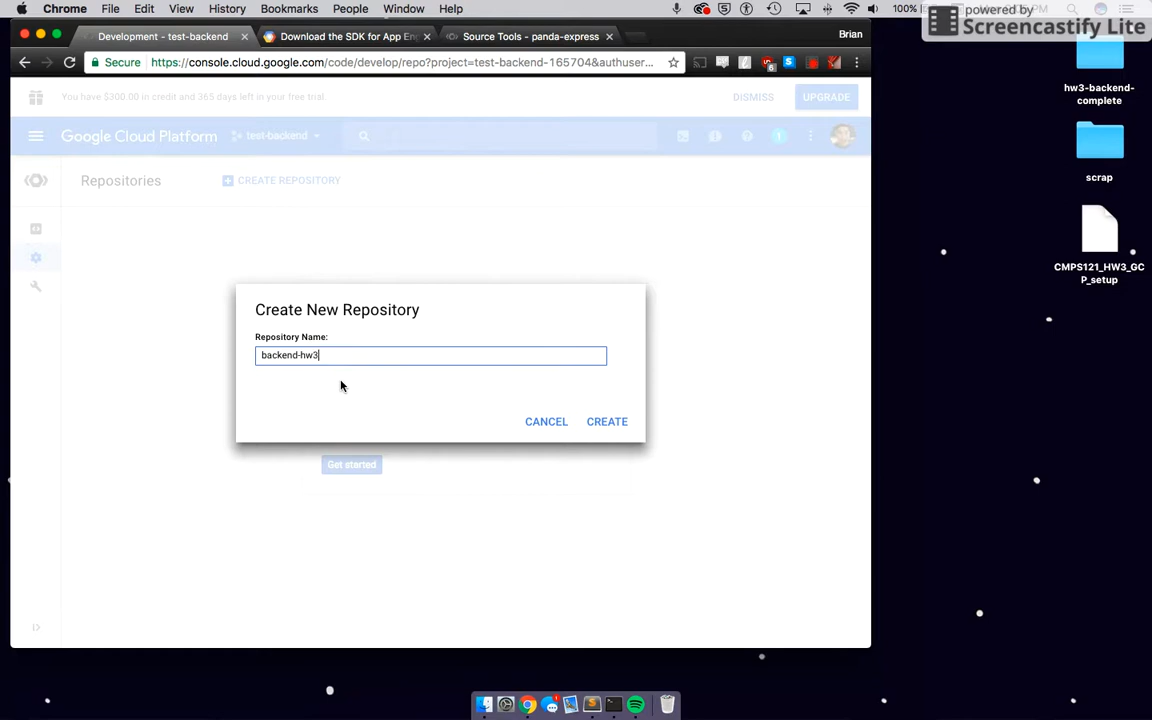 Chrome File Edit View History Bookmarks People Window Help 100%
powered by
Screencastify Lite
Development - test-backend
Download the SDK for App En
Source Tools - panda-express
Brian
Secure https://console.cloud.google.com/code/develop/repo?project=test-backend-165704&authuser...
You have $300.00 in credit and 365 days left in your free trial.
DISMISS
UPGRADE
Google Cloud Platform
test-backend
1
Repositories
CREATE REPOSITORY
Create New Repository
Repository Name:
backend-hw3
CANCEL
CREATE
Get started
hw3-backend-
complete
scrap
CMPS121_HW3_GC
P_setup